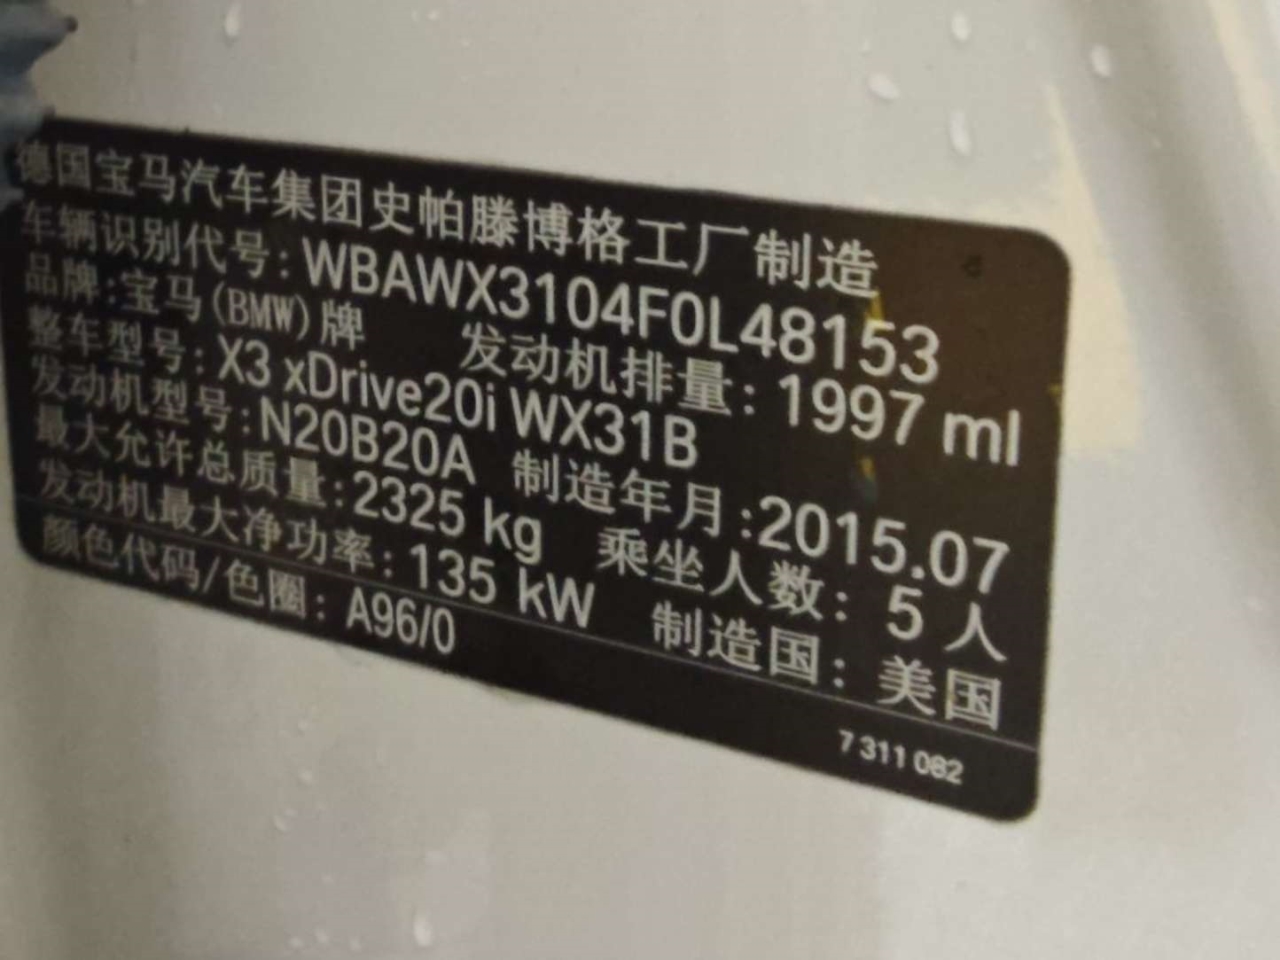 德国宝马汽车集团史帕滕博格工厂制造
车辆识别代号:WBAWX3104F0L48153
品牌:宝马(BMW)牌 发动机排量:1997 ml
整车型号:X3 xDrive20i WX31B
发动机型号:N20B20A 制造年月:2015.07
最大允许总质量:2325 kg 乘坐人数:5人
发动机最大净功率:135 kW 制造国:美国
颜色代码/色圈:A96/0
7 311 082